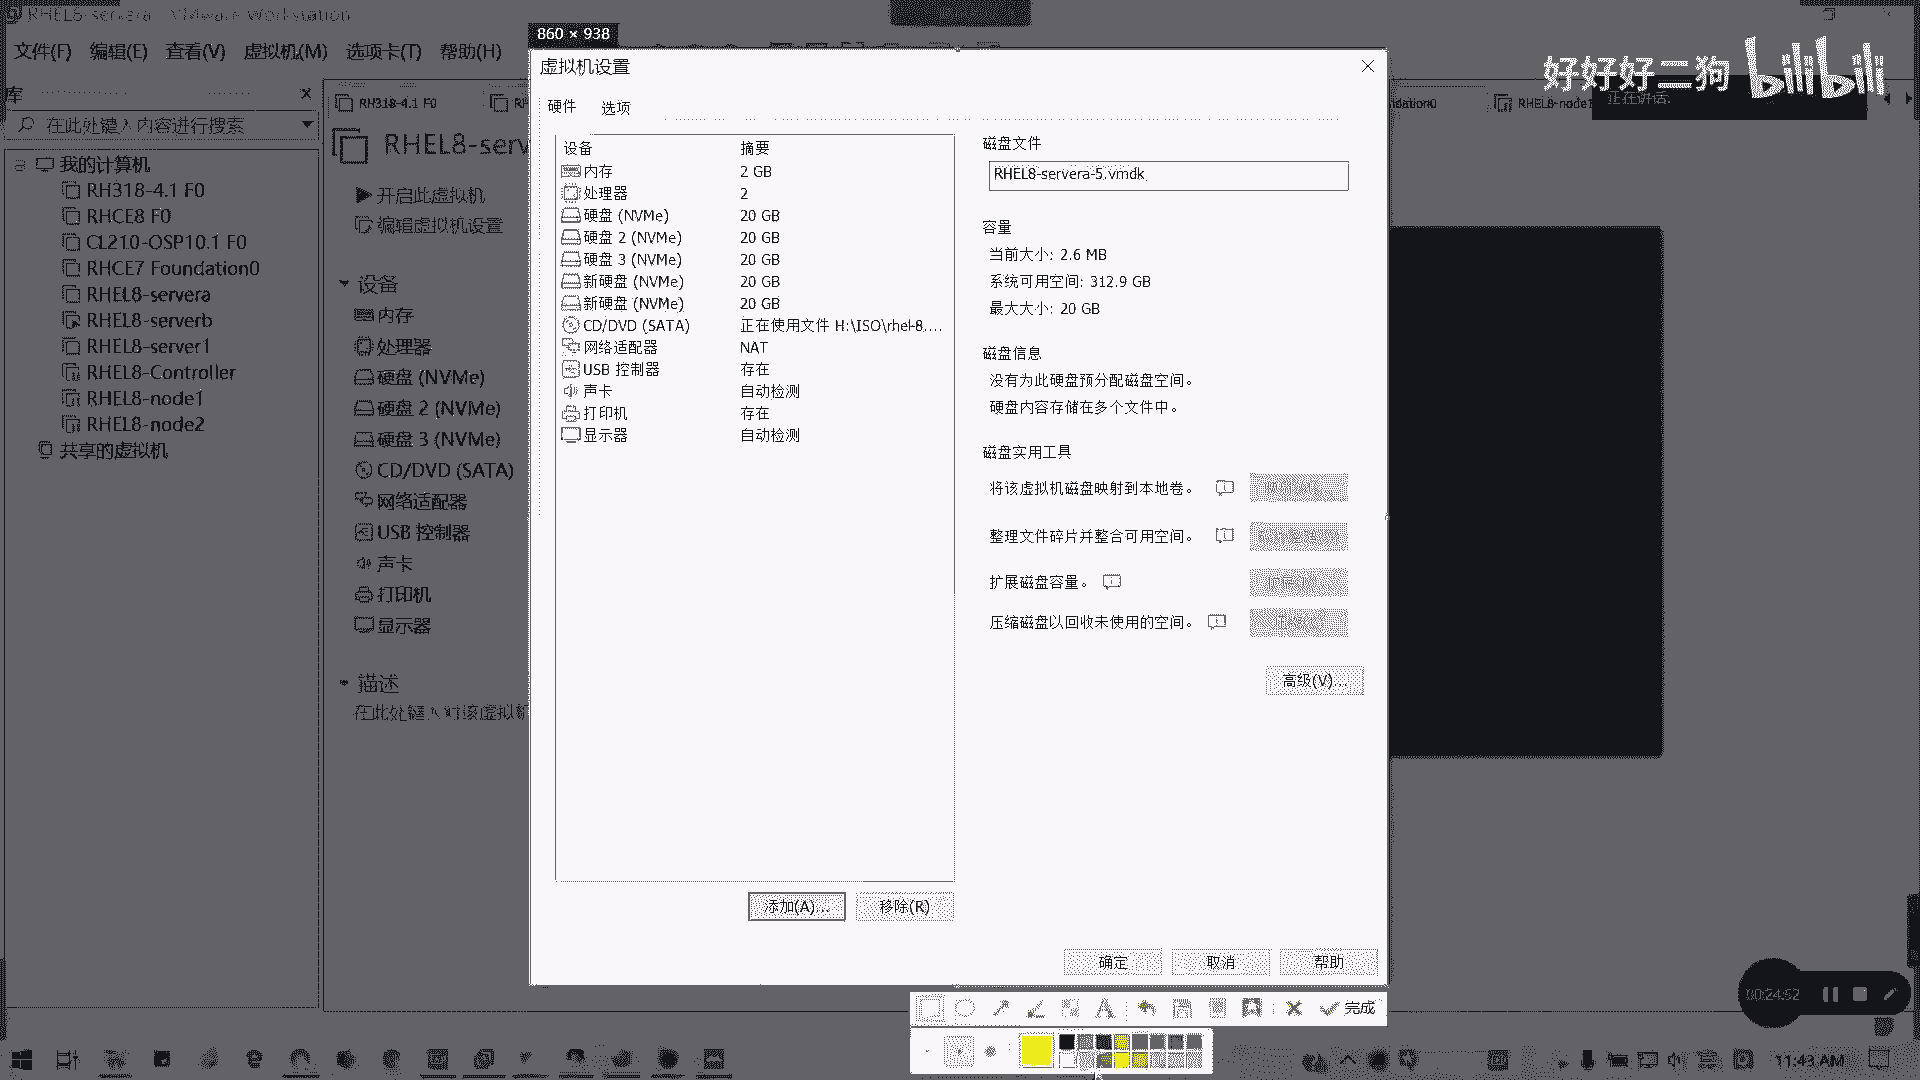 RHEL8-servera - VMware Workstation
860 × 938
文件(F) 编辑(E) 查看(V) 虚拟机(M) 选项卡(T) 帮助(H)
好好好二狗 bilibili
正在讲话:
库
在此处键入内容进行搜索
我的计算机
RH318-4.1 F0
RHCE8 F0
CL210-OSP10.1 F0
RHCE7 Foundation0
RHEL8-servera
RHEL8-serverb
RHEL8-server1
RHEL8-Controller
RHEL8-node1
RHEL8-node2
共享的虚拟机
RH318-4.1 F0
RHEL8-node1
RHEL8-serv
开启此虚拟机
编辑虚拟机设置
设备
内存
处理器
硬盘 (NVMe)
硬盘 2 (NVMe)
硬盘 3 (NVMe)
CD/DVD (SATA)
网络适配器
USB 控制器
声卡
打印机
显示器
描述
在此处键入对该虚拟机
虚拟机设置
硬件 选项
设备 摘要
内存 2 GB
处理器 2
硬盘 (NVMe) 20 GB
硬盘 2 (NVMe) 20 GB
硬盘 3 (NVMe) 20 GB
新硬盘 (NVMe) 20 GB
新硬盘 (NVMe) 20 GB
CD/DVD (SATA) 正在使用文件 H:\ISO\rhel-8....
网络适配器 NAT
USB 控制器 存在
声卡 自动检测
打印机 存在
显示器 自动检测
添加(A)... 移除(R)
磁盘文件
RHEL8-servera-5.vmdk
容量
当前大小: 2.6 MB
系统可用空间: 312.9 GB
最大大小: 20 GB
磁盘信息
没有为此硬盘预分配磁盘空间。
硬盘内容存储在多个文件中。
磁盘实用工具
将该虚拟机磁盘映射到本地卷。
整理文件碎片并整合可用空间。
扩展磁盘容量。
压缩磁盘以回收未使用的空间。
高级(V)...
确定 取消 帮助
完成
00:24:52
11:43 AM